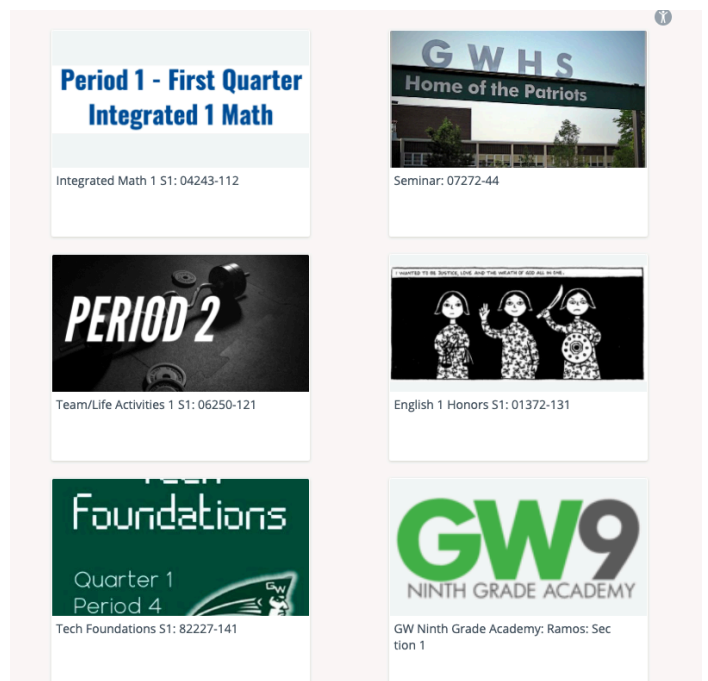 Period 1 - First Quarter
Integrated 1 Math
Integrated Math 1 S1: 04243-112
GWHS
Home of the Patriots
Seminar: 07272-44
PERIOD 2
Team/Life Activities 1 S1: 06250-121
I WANTED TO BE JUSTICE, LOVE AND THE WRATH OF GOD ALL IN ONE.
English 1 Honors S1: 01372-131
Tech
Foundations
Quarter 1
Period 4
GW
Tech Foundations S1: 82227-141
GW9
NINTH GRADE ACADEMY
GW Ninth Grade Academy: Ramos: Sec
tion 1